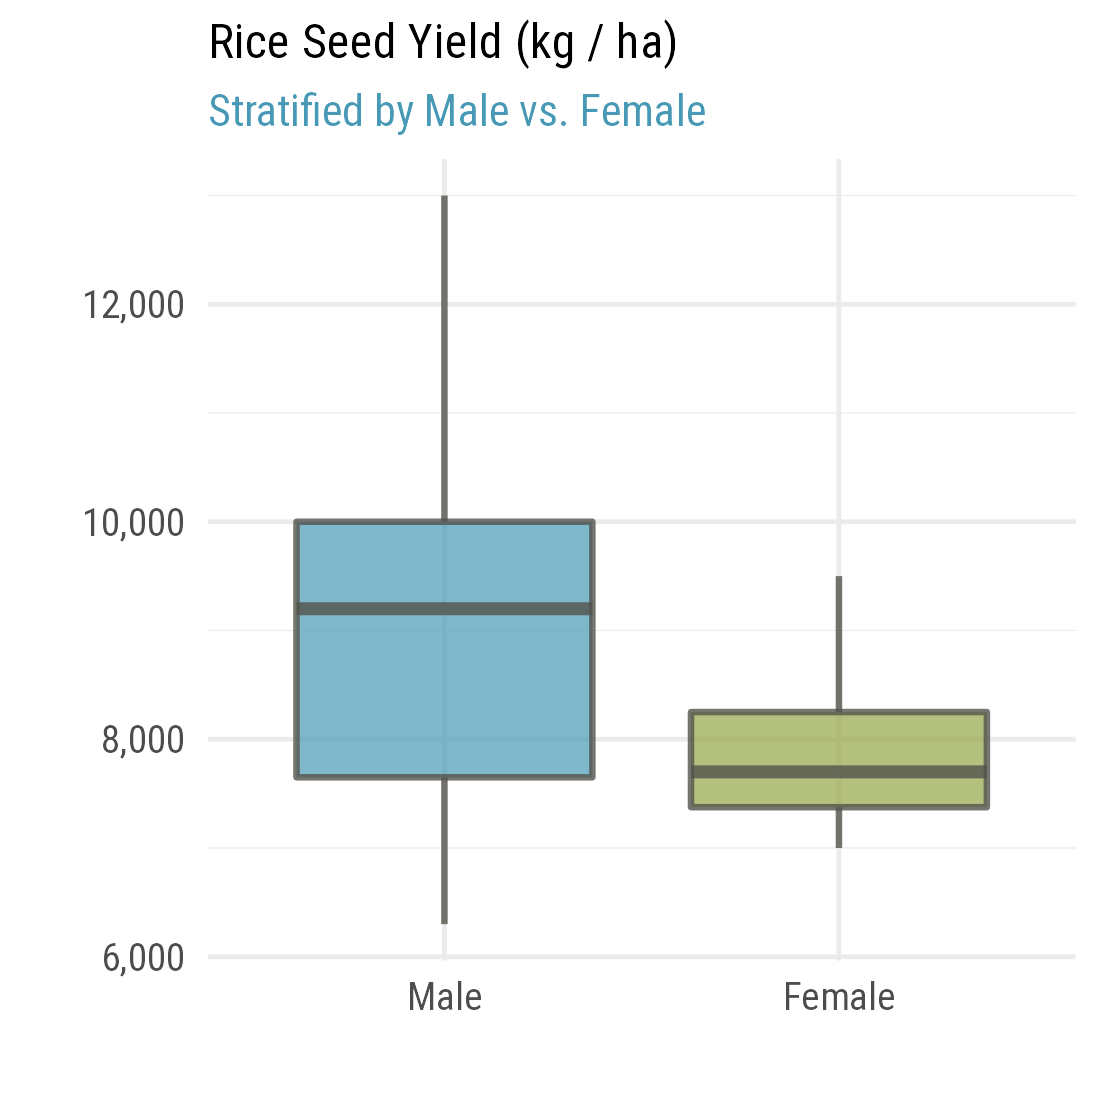 Rice Seed Yield (kg / ha)
Stratified by Male vs. Female
12,000
10,000
8,000
6,000
Male Female